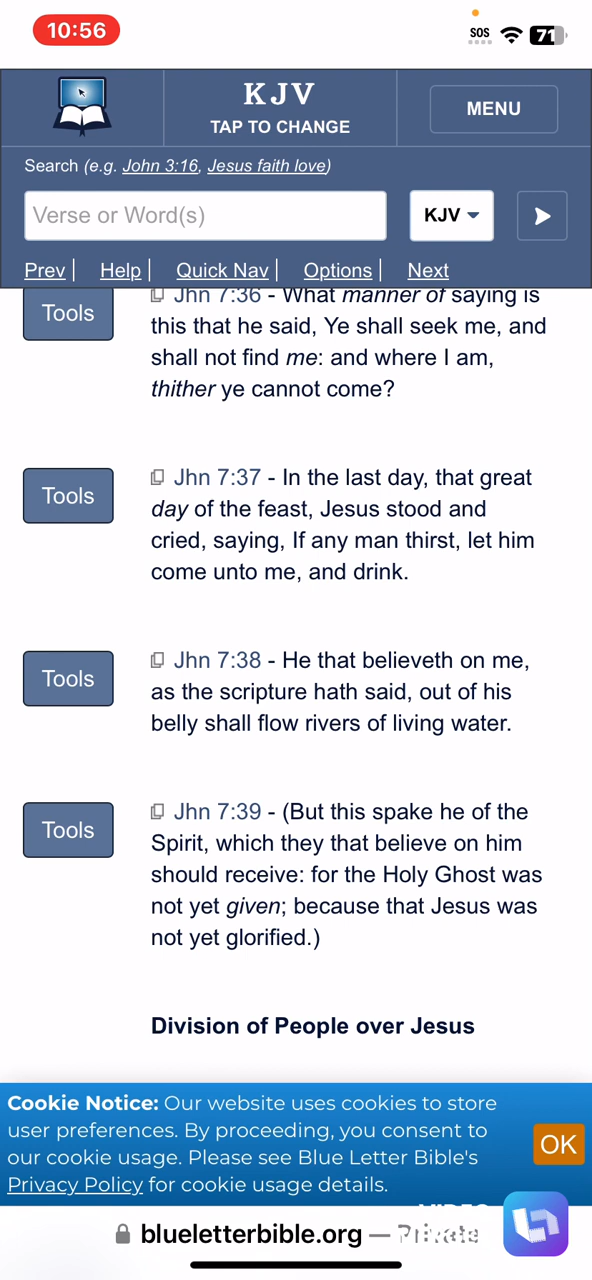 10:56
SOS
71
KJV
TAP TO CHANGE
MENU
Search (e.g. John 3:16, Jesus faith love)
Verse or Word(s)
KJV
Prev | Help | Quick Nav | Options | Next
Tools
Jhn 7:36 - What manner of saying is
this that he said, Ye shall seek me, and
shall not find me: and where I am,
thither ye cannot come?
Tools
Jhn 7:37 - In the last day, that great
day of the feast, Jesus stood and
cried, saying, If any man thirst, let him
come unto me, and drink.
Tools
Jhn 7:38 - He that believeth on me,
as the scripture hath said, out of his
belly shall flow rivers of living water.
Tools
Jhn 7:39 - (But this spake he of the
Spirit, which they that believe on him
should receive: for the Holy Ghost was
not yet given; because that Jesus was
not yet glorified.)
Division of People over Jesus
Cookie Notice: Our website uses cookies to store
user preferences. By proceeding, you consent to
our cookie usage. Please see Blue Letter Bible's
Privacy Policy for cookie usage details.
OK
blueletterbible.org — Private